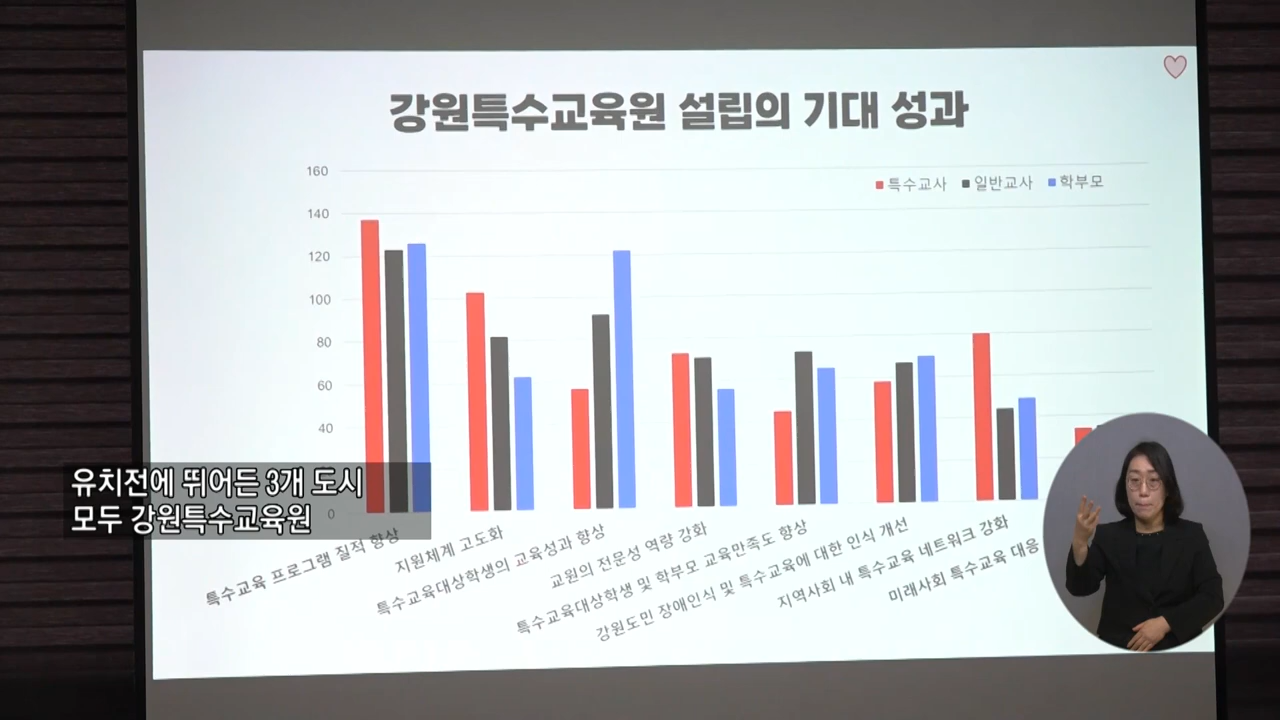 강원특수교육원 설립의 기대 성과
특수교사 일반교사 학부모
160
140
120
100
80
60
40
0
특수교육 프로그램 질적 향상
지원체계 고도화
특수교육대상학생의 교육성과 향상
교원의 전문성 역량 강화
특수교육대상학생 및 학부모 교육만족도 향상
강원도민 장애인식 및 특수교육에 대한 인식 개선
지역사회 내 특수교육 네트워크 강화
미래사회 특수교육 대응
유치전에 뛰어든 3개 도시
모두 강원특수교육원